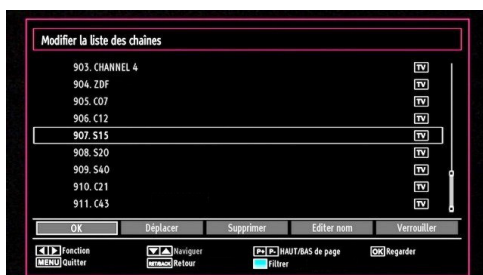 Modifier la liste des chaînes
903. CHANNEL 4 TV
904. ZDF TV
905. C07 TV
906. C12 TV
907. S15 TV
908. S20 TV
909. S40 TV
910. C21 TV
911. C43 TV
OK Déplacer Supprimer Editer nom Verrouiller
Fonction Naviguer P+ P- HAUT/BAS de page OK Regarder
MENU Quitter RET/BACK Retour Filtrer